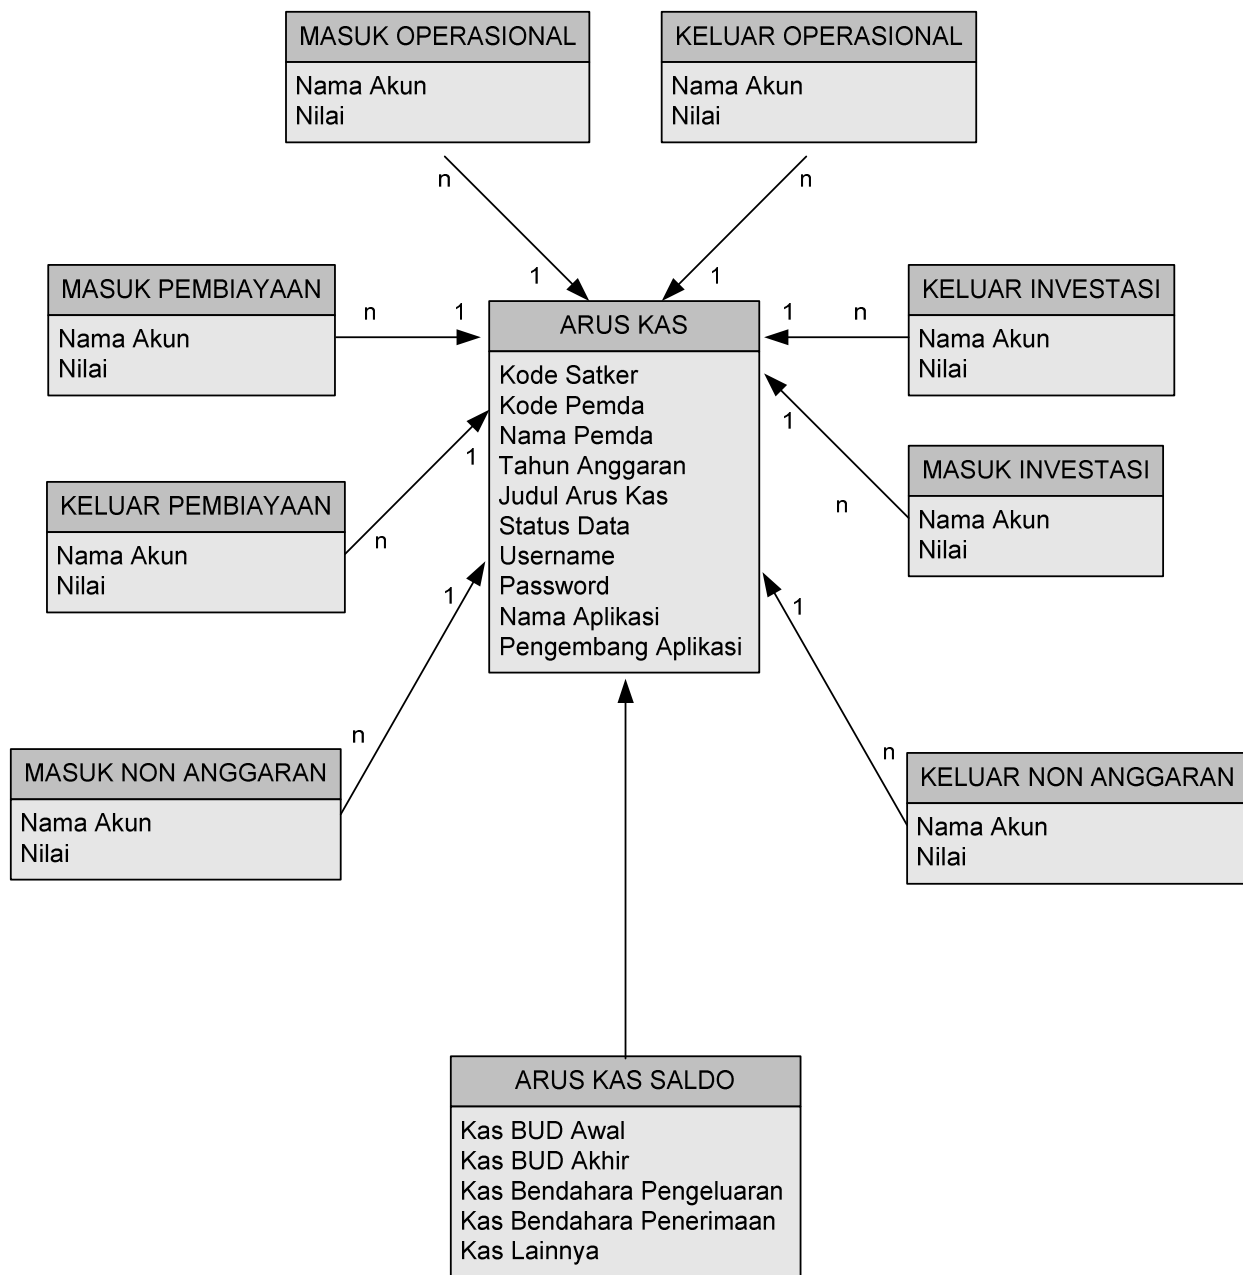 MASUK OPERASIONAL
Nama Akun
Nilai
KELUAR OPERASIONAL
Nama Akun
Nilai
n
n
1
1
MASUK PEMBIAYAAN
Nama Akun
Nilai
n
1
ARUS KAS
Kode Satker
Kode Pemda
Nama Pemda
Tahun Anggaran
Judul Arus Kas
Status Data
Username
Password
Nama Aplikasi
Pengembang Aplikasi
1
n
KELUAR INVESTASI
Nama Akun
Nilai
1
n
MASUK INVESTASI
Nama Akun
Nilai
KELUAR PEMBIAYAAN
Nama Akun
Nilai
1
n
1
n
MASUK NON ANGGARAN
Nama Akun
Nilai
1
n
KELUAR NON ANGGARAN
Nama Akun
Nilai
ARUS KAS SALDO
Kas BUD Awal
Kas BUD Akhir
Kas Bendahara Pengeluaran
Kas Bendahara Penerimaan
Kas Lainnya